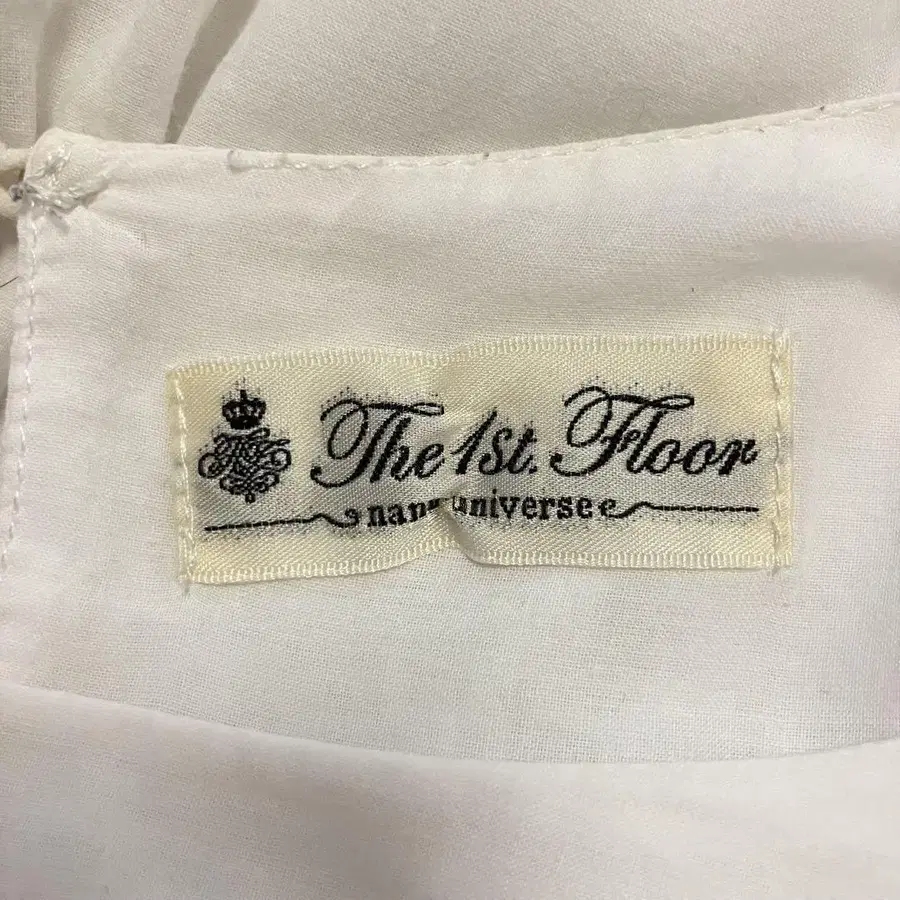 The 1st. Floor
nano universe